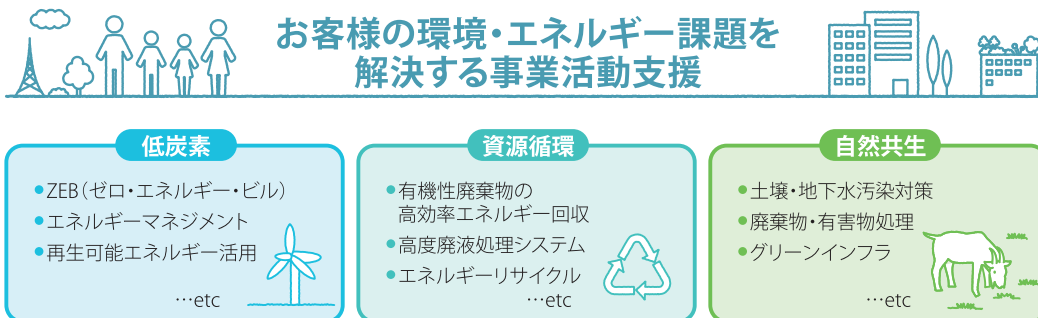 お客様の環境・エネルギー課題を
解決する事業活動支援
低炭素
•ZEB(ゼロ・エネルギー・ビル)
•エネルギーマネジメント
•再生可能エネルギー活用
…etc
資源循環
•有機性廃棄物の
高効率エネルギー回収
•高度廃液処理システム
•エネルギーリサイクル
…etc
自然共生
•土壌・地下水汚染対策
•廃棄物・有害物処理
•グリーンインフラ
…etc